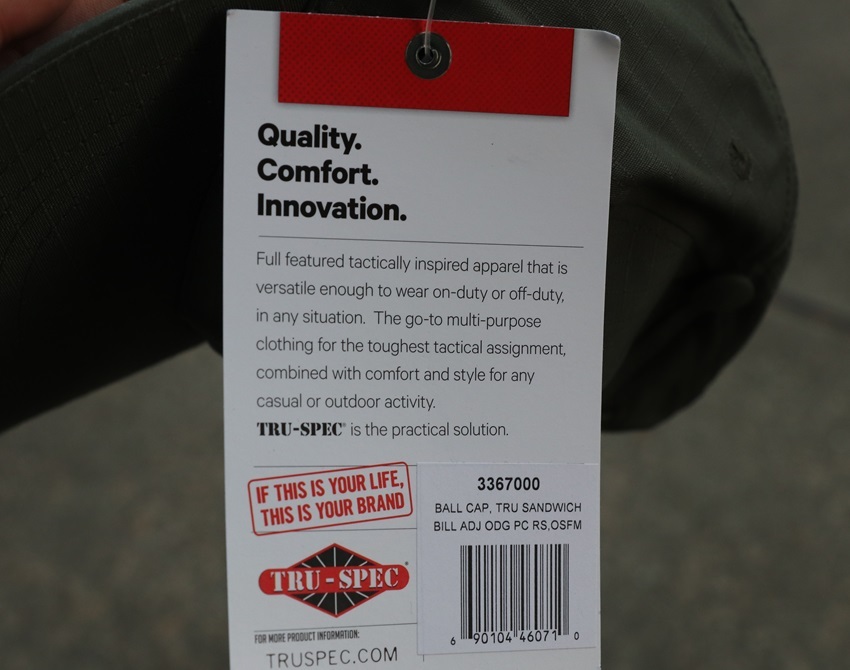 Quality.
Comfort.
Innovation.
Full featured tactically inspired apparel that is
versatile enough to wear on-duty or off-duty,
in any situation. The go-to multi-purpose
clothing for the toughest tactical assignment,
combined with comfort and style for any
casual or outdoor activity.
TRU-SPEC® is the practical solution.
IF THIS IS YOUR LIFE,
THIS IS YOUR BRAND
TRU-SPEC®
FOR MORE PRODUCT INFORMATION:
TRUSPEC.COM
3367000
BALL CAP, TRU SANDWICH
BILL ADJ ODG PC RS,OSFM
6 90104 46071 0